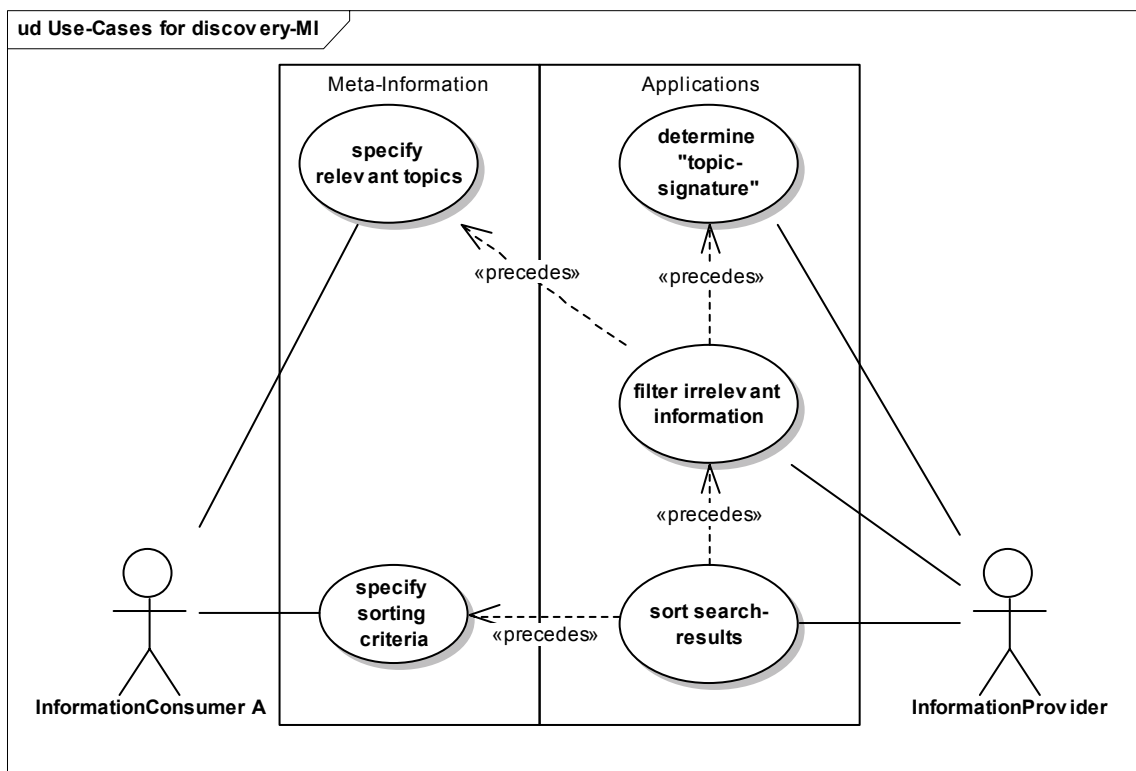 ud Use-Cases for discovery-MI
Meta-Information
Applications
specify
relevant topics
determine
"topic-
signature"
«precedes»
«precedes»
filter irrelevant
information
«precedes»
specify
sorting
criteria
«precedes»
sort search-
results
InformationConsumer A
InformationProvider